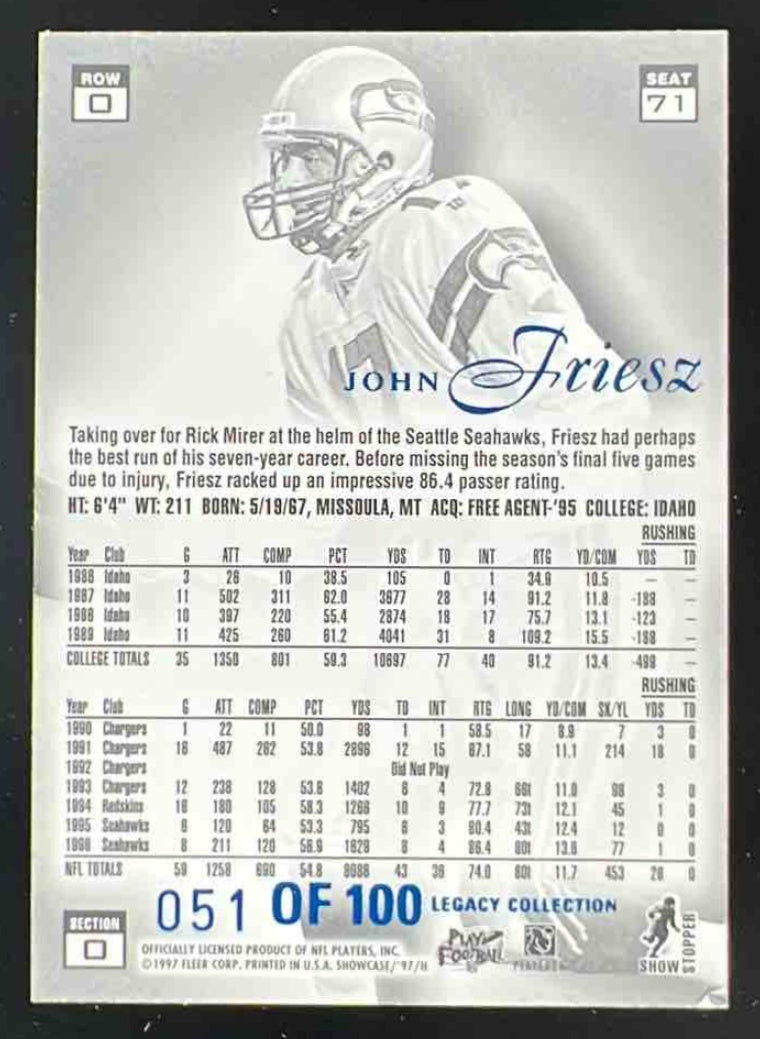 ROW SEAT
0 71
JOHN Friesz
Taking over for Rick Mirer at the helm of the Seattle Seahawks, Friesz had perhaps
the best run of his seven-year career. Before missing the season's final five games
due to injury, Friesz racked up an impressive 86.4 passer rating.
HT: 6'4" WT: 211 BORN: 5/19/67, MISSOULA, MT ACQ: FREE AGENT-'95 COLLEGE: IDAHO
RUSHING
Year Club G ATT COMP PCT YDS TD INT RTG YD/COM YDS TD
Idaho 3 26 10 38.5 105 0 1 34.8 10.5 — —
1987 Idaho 11 502 311 62.0 3677 28 14 91.2 11.8 -188 —
1988 Idaho 10 397 220 55.4 2874 18 17 75.7 13.1 -123 —
1989 Idaho 11 425 260 61.2 4041 31 8 109.2 15.5 -188 —
COLLEGE TOTALS 35 1350 801 59.3 10697 77 40 91.2 13.4 -499 —
RUSHING
Year Club G ATT COMP PCT YDS TD INT RTG LONG YD/COM SK/YL YDS TD
1990 Chargers 1 22 11 50.0 98 1 1 58.5 17 8.9 7 3 0
1991 Chargers 16 487 262 53.8 2896 12 15 67.1 58 11.1 214 18 0
1992 Chargers Did Not Play
1993 Chargers 12 238 128 53.8 1402 6 4 72.8 66t 11.0 98 3 0
1994 Redskins 16 180 105 58.3 1266 10 9 77.7 73t 12.1 45 1 0
1995 Seahawks 6 120 64 53.3 795 6 3 80.4 43t 12.4 12 0 0
1996 Seahawks 8 211 120 56.9 1629 8 4 86.4 80t 13.6 77 1 0
NFL TOTALS 59 1258 690 54.8 8086 43 36 74.0 80t 11.7 453 26 0
051 OF 100 LEGACY COLLECTION
SECTION
0
OFFICIALLY LICENSED PRODUCT OF NFL PLAYERS, INC.
©1997 FLEER CORP. PRINTED IN U.S.A. SHOWCASE/'97/H
PLAY FOOTBALL
PLAYERS
SHOW STOPPER